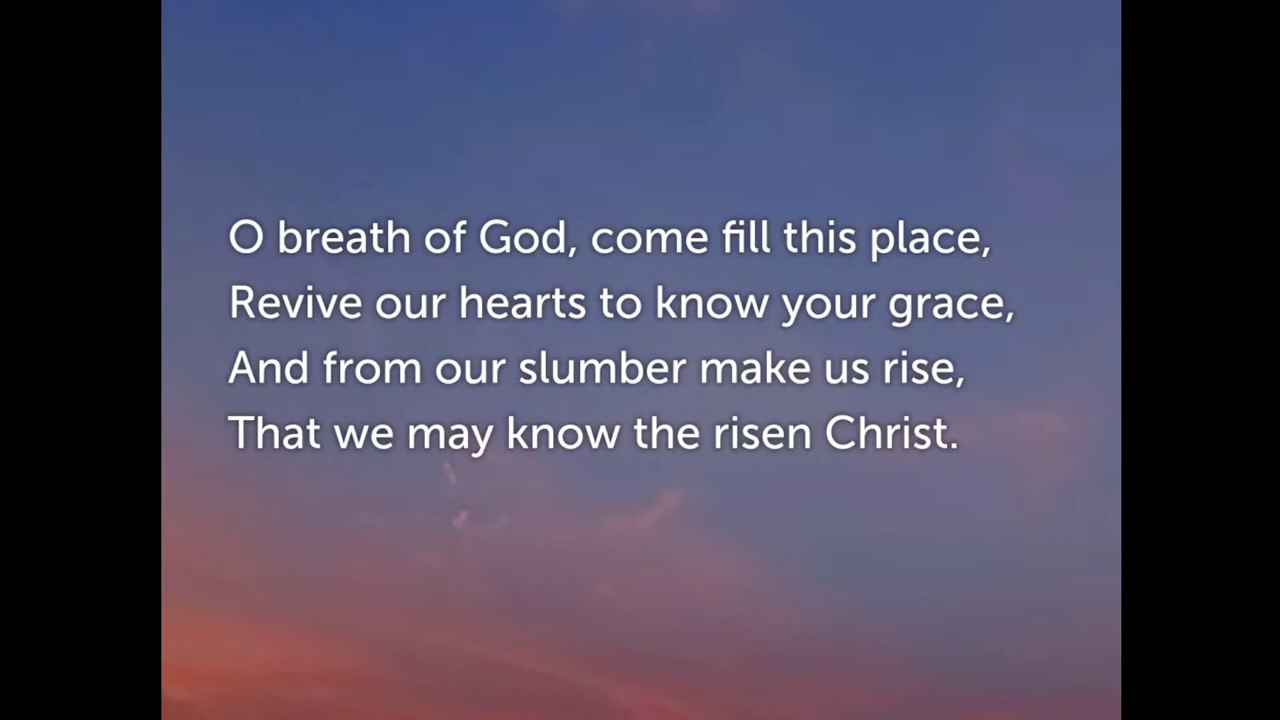 O breath of God, come fill this place,
Revive our hearts to know your grace,
And from our slumber make us rise,
That we may know the risen Christ.